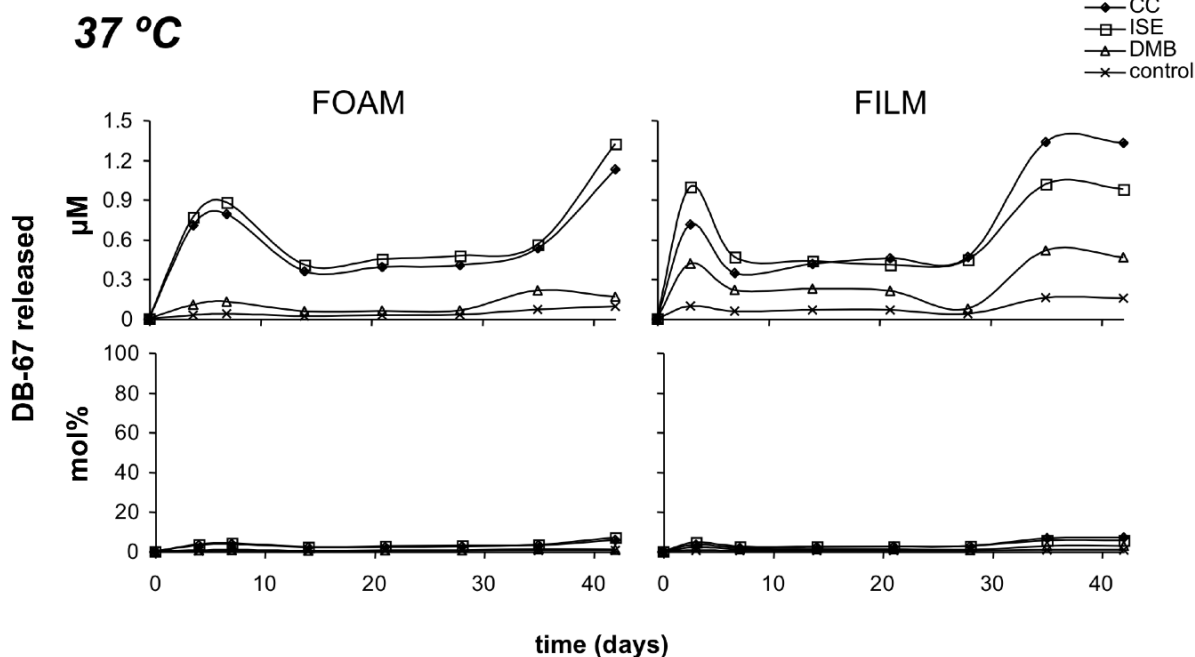 37 ºC
CC
ISE
DMB
control
FOAM
FILM
DB-67 released
µM
1.5
1.2
0.9
0.6
0.3
0
mol%
100
80
60
40
20
0
0 10 20 30 40
0 10 20 30 40
time (days)